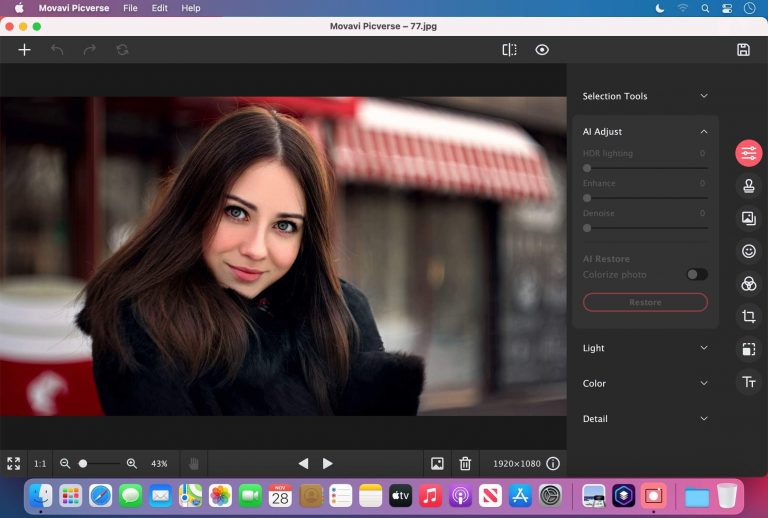 Movavi Picverse File Edit Help
Movavi Picverse – 77.jpg
Selection Tools
AI Adjust
HDR lighting 0
Enhance 0
Denoise 0
AI Restore
Colorize photo
Restore
Light
Color
Detail
Tт
1:1 43% 1920×1080
NOV
28
tv